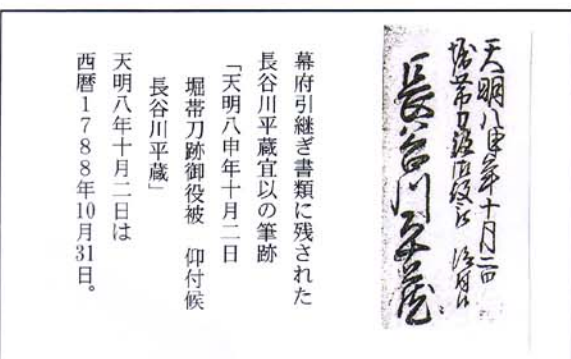 天明八申年十月二日
堀帯刀跡御役被 仰付候
長谷川平蔵
幕府引継ぎ書類に残された
長谷川平蔵宜以の筆跡
「天明八申年十月二日
堀帯刀跡御役被 仰付候
長谷川平蔵」
天明八年十月二日は
西暦1788年10月31日。